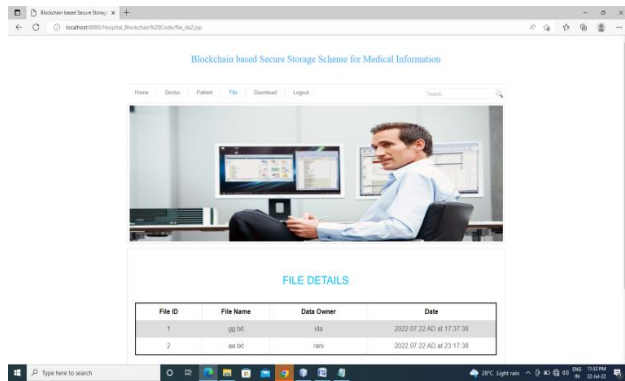 Blockchain based Secure Storage
localhost:8080/Hospital_Blockchain%20Code/file_de2.jsp
Blockchain based Secure Storage Scheme for Medical Information
Home Doctor Patient File Download Logout Search...
FILE DETAILS
File ID File Name Data Owner Date
1 gg.txt 2022.07.22 AD at 17:37:38
2 aa.txt rani 2022.07.22 AD at 23:17:38
Type here to search 28°C Light rain ENG 11:32 PM
IN 22-Jul-22